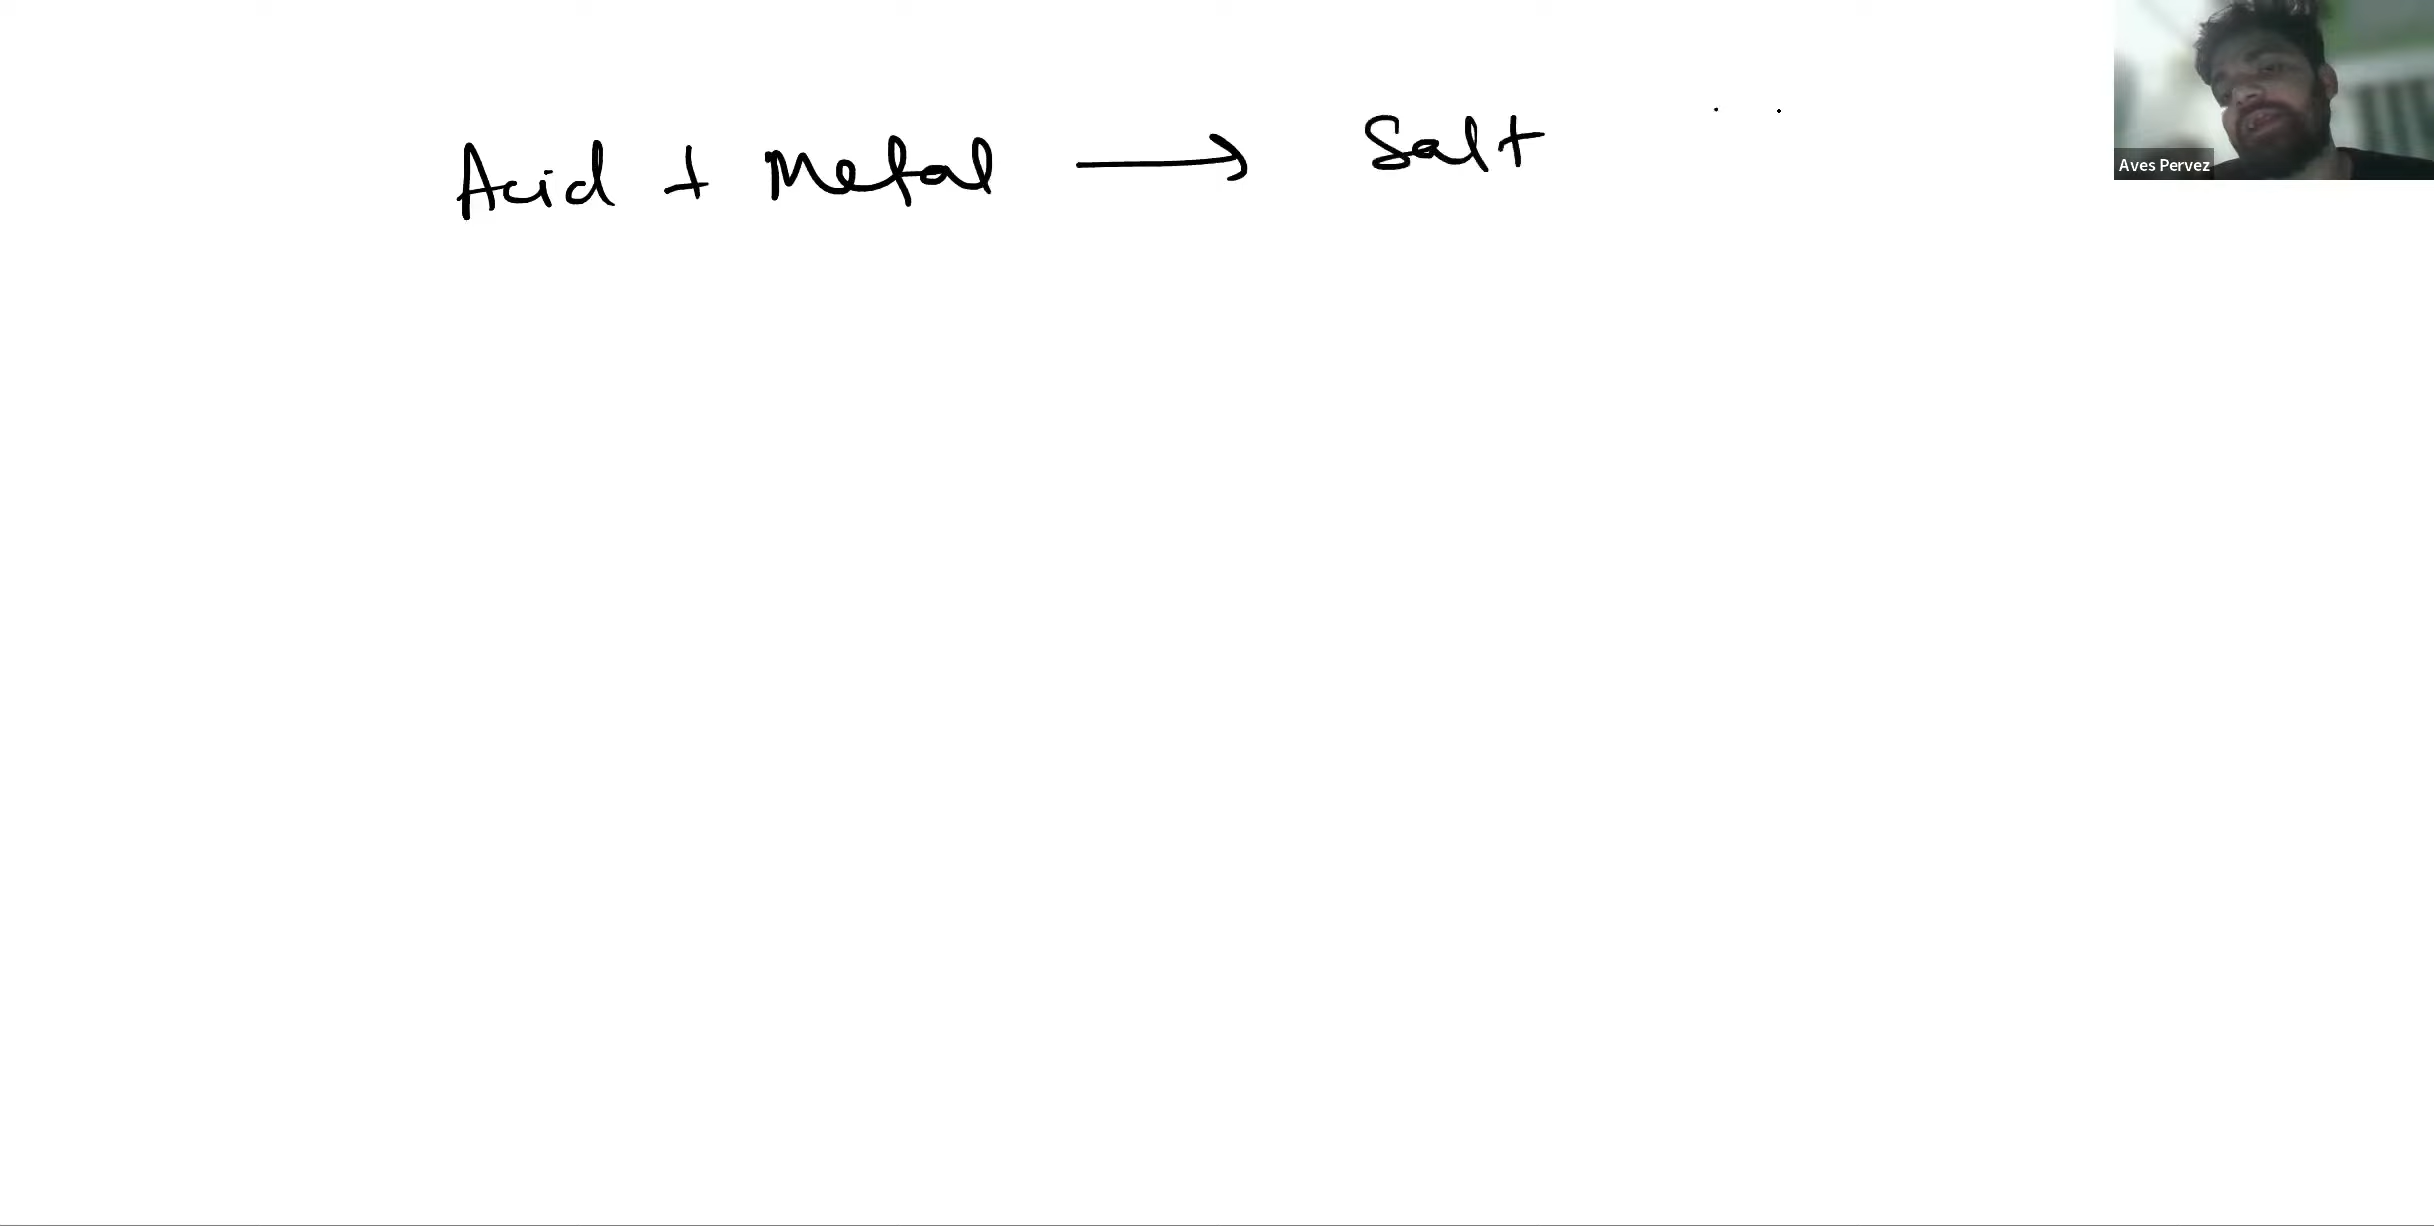 Acid + Metal → Salt
Aves Pervez